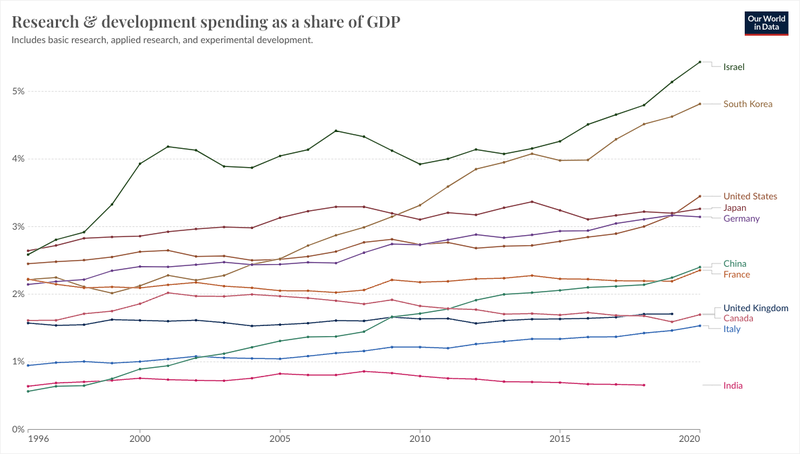 Research & development spending as a share of GDP
Includes basic research, applied research, and experimental development.
Our World
in Data
5%
4%
3%
2%
1%
0%
Israel
South Korea
United States
Japan
Germany
China
France
United Kingdom
Canada
Italy
India
1996
2000
2005
2010
2015
2020